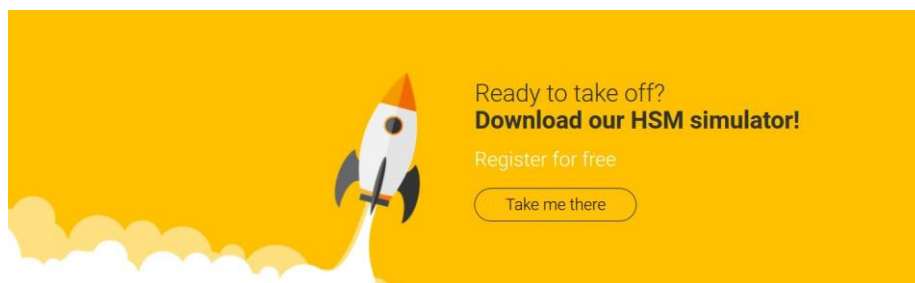 Ready to take off?
Download our HSM simulator!
Register for free
Take me there